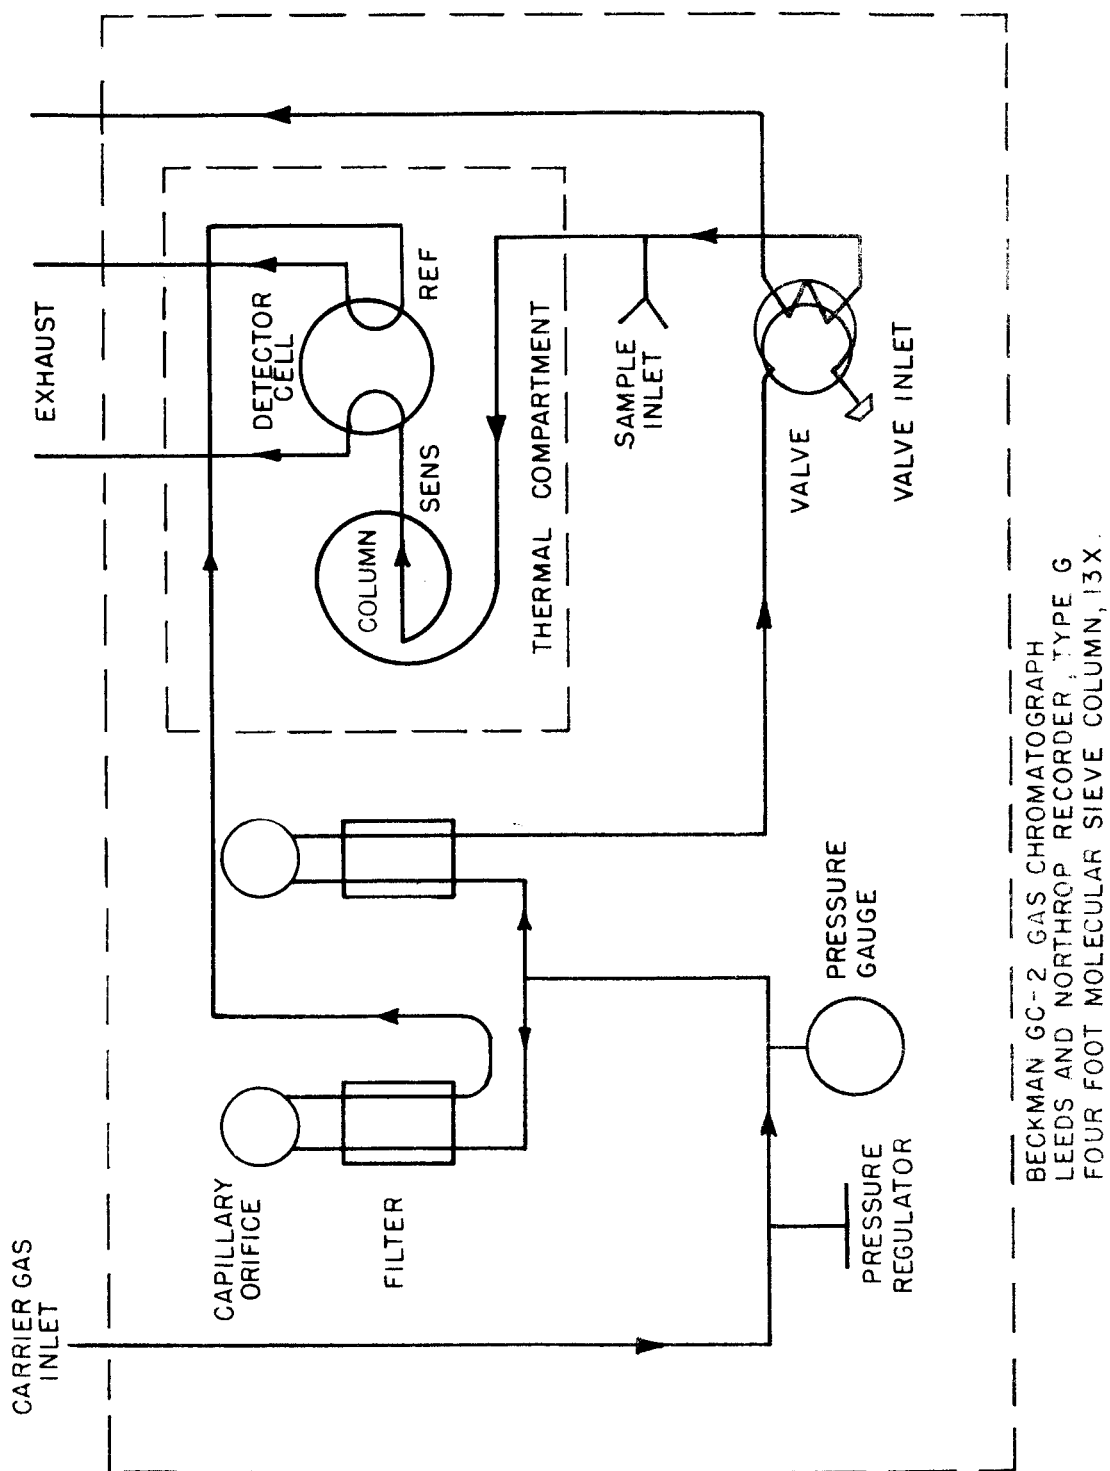 CARRIER GAS
INLET
EXHAUST
CAPILLARY
ORIFICE
FILTER
DETECTOR
CELL
REF
SENS
COLUMN
THERMAL COMPARTMENT
SAMPLE
INLET
VALVE
VALVE INLET
PRESSURE
GAUGE
PRESSURE
REGULATOR
BECKMAN GC-2 GAS CHROMATOGRAPH
LEEDS AND NORTHROP RECORDER, TYPE G
FOUR FOOT MOLECULAR SIEVE COLUMN, 13X.